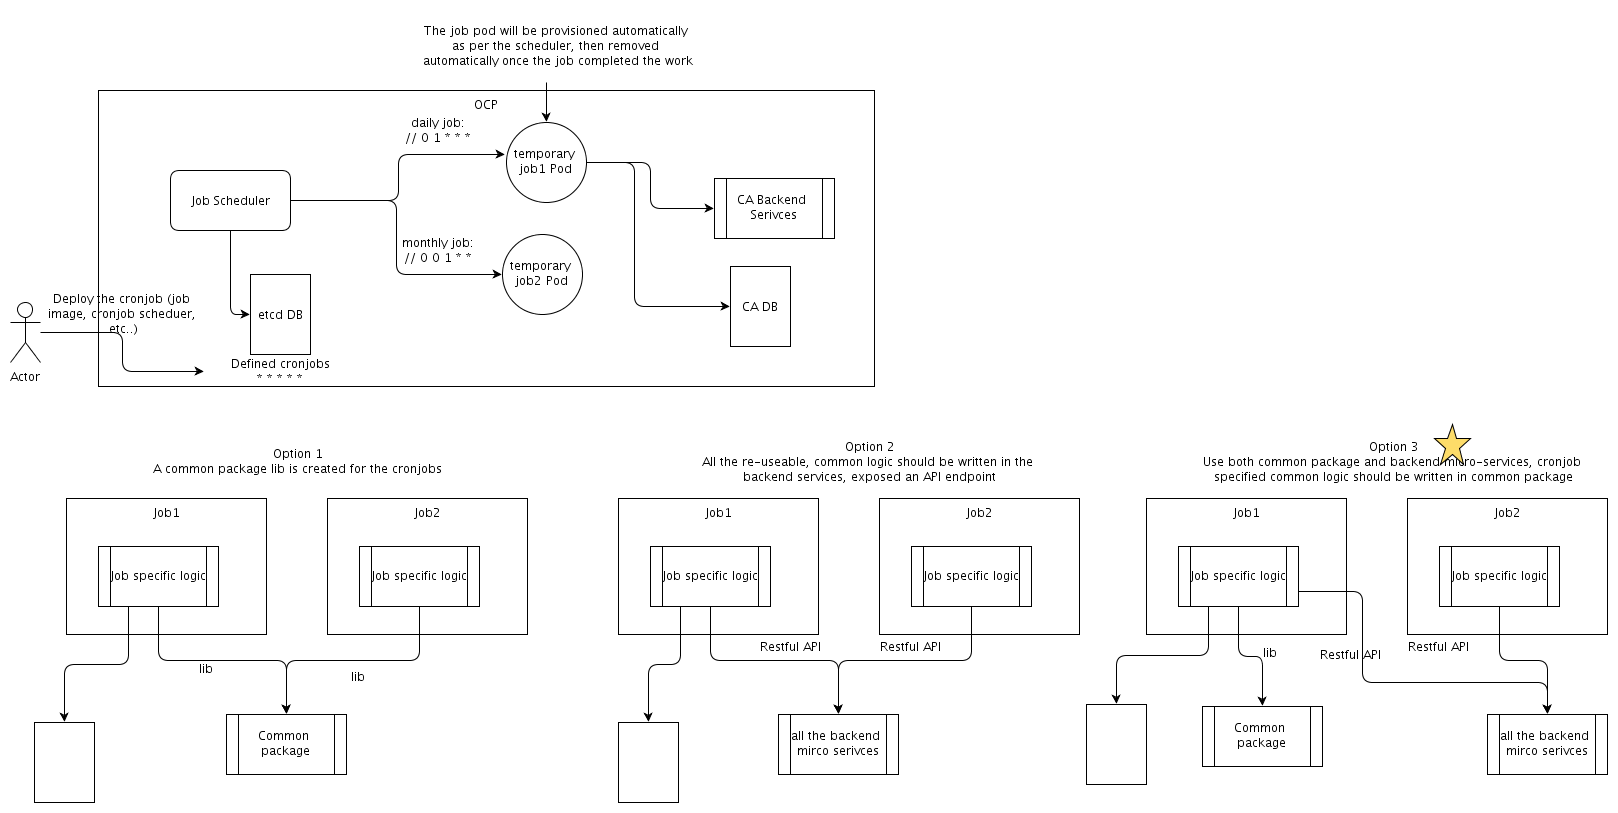 The job pod will be provisioned automatically
as per the scheduler, then removed
automatically once the job completed the work
OCP
daily job:
// 0 1 * * *
temporary
job1 Pod
Job Scheduler
CA Backend
Serivces
monthly job:
// 0 0 1 * *
temporary
job2 Pod
Deploy the cronjob (job
image, cronjob scheduer,
etc..)
etcd DB
CA DB
Defined cronjobs
* * * * *
Actor
Option 1
A common package lib is created for the cronjobs
Job1
Job2
Job specific logic
Job specific logic
lib
lib
Common
package
Option 2
All the re-useable, common logic should be written in the
backend services, exposed an API endpoint
Job1
Job2
Job specific logic
Job specific logic
Restful API
Restful API
all the backend
mirco serivces
Option 3
Use both common package and backend micro-services, cronjob
specified common logic should be written in common package
Job1
Job2
Job specific logic
Job specific logic
lib
Restful API
Restful API
Common
package
all the backend
mirco serivces